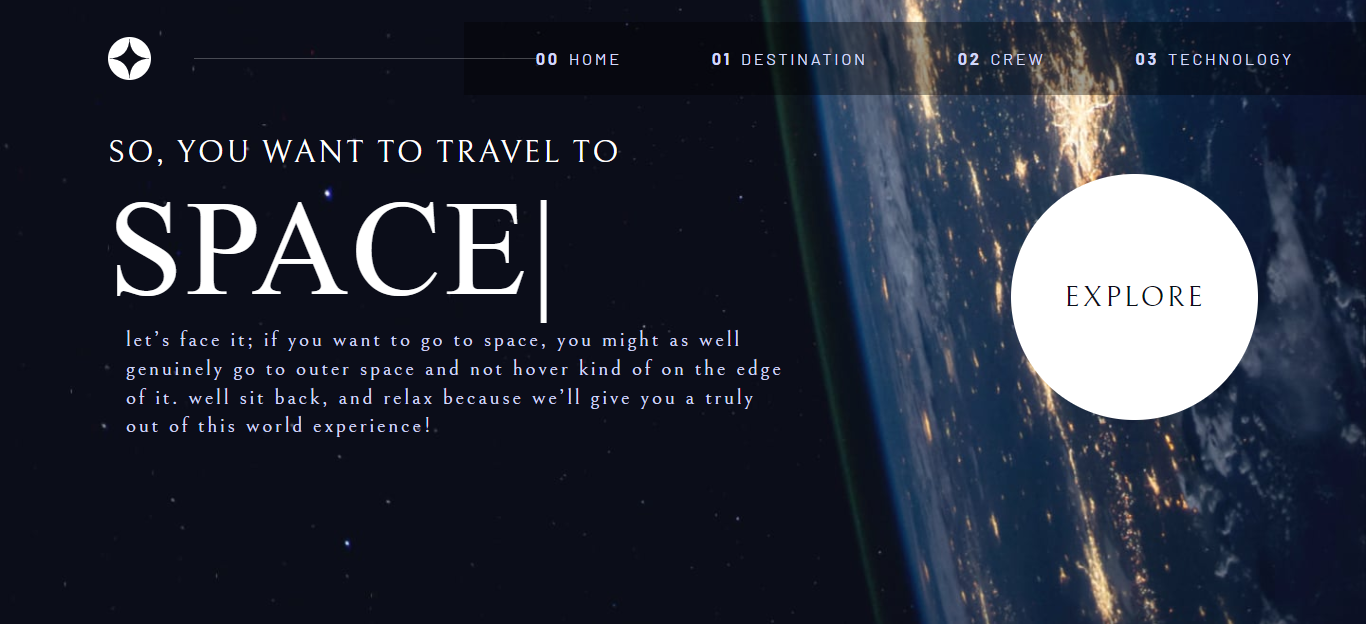 00 HOME 01 DESTINATION 02 CREW 03 TECHNOLOGY
SO, YOU WANT TO TRAVEL TO
SPACE|
let’s face it; if you want to go to space, you might as well
genuinely go to outer space and not hover kind of on the edge
of it. well sit back, and relax because we’ll give you a truly
out of this world experience!
EXPLORE